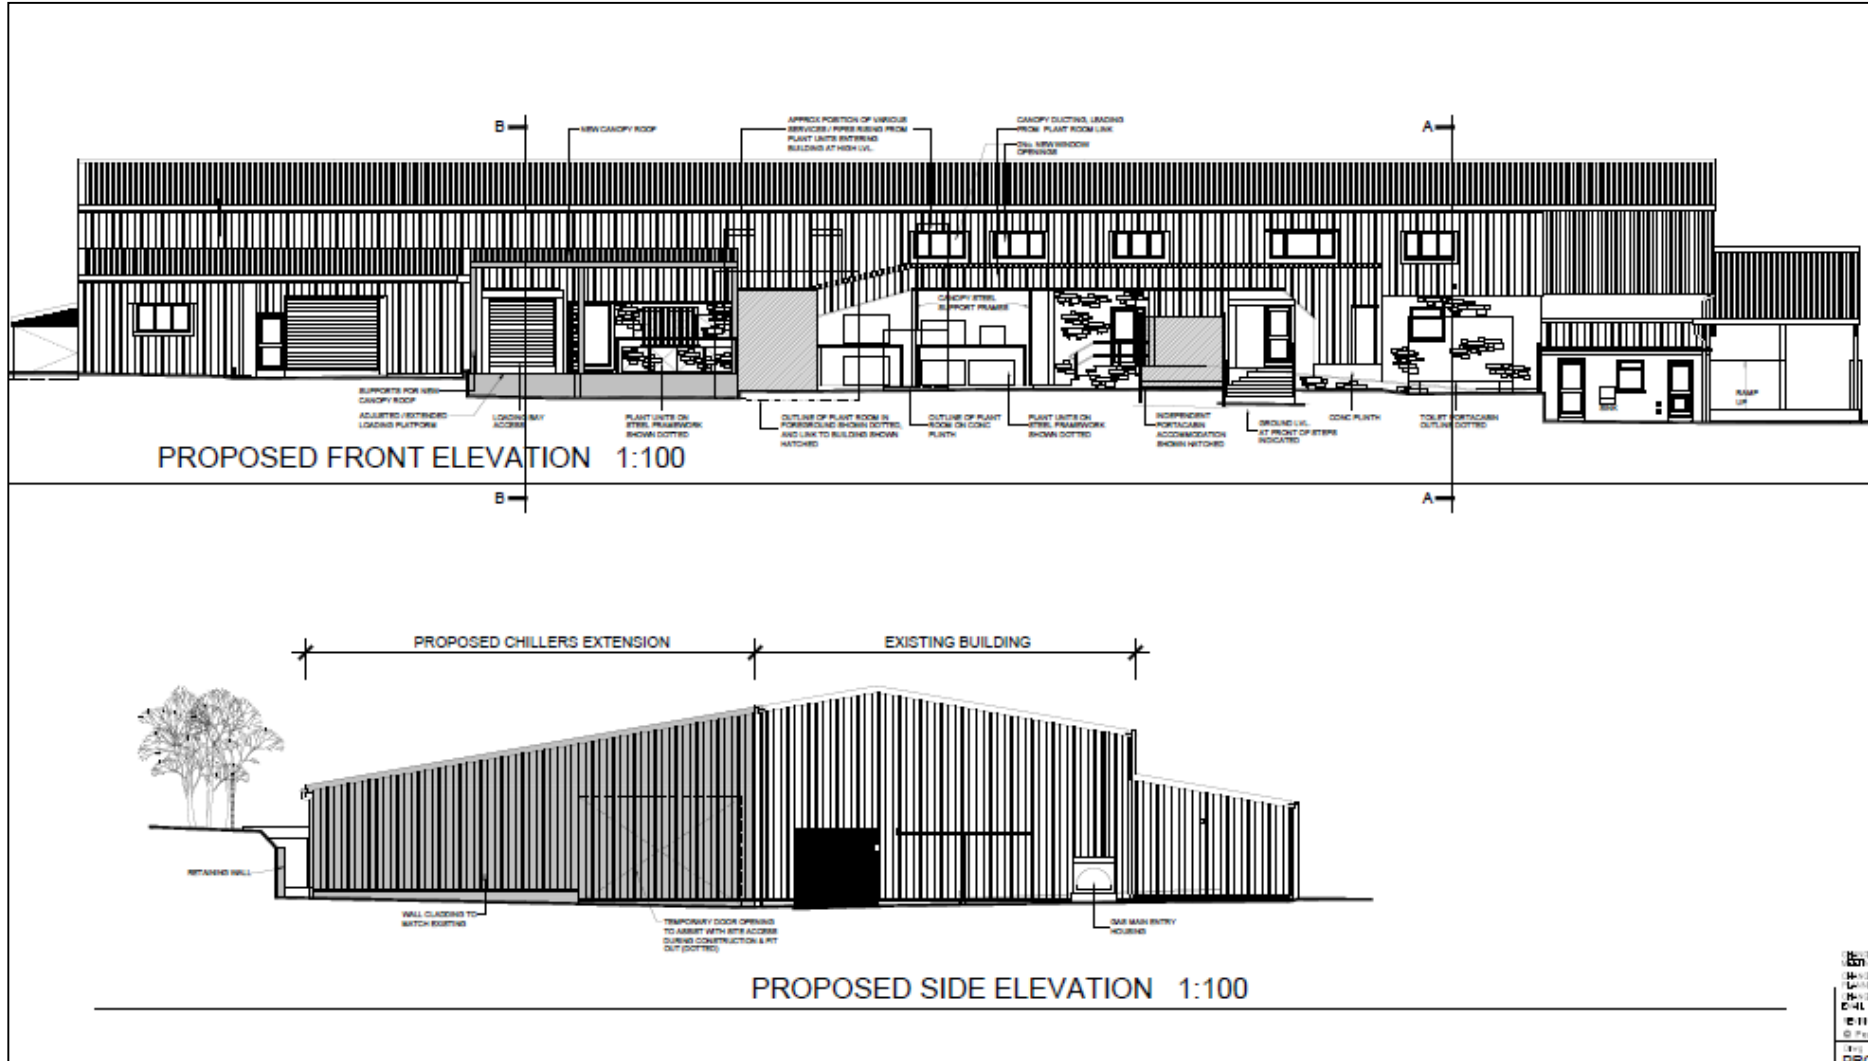 B
NEW CANOPY ROOF
APPROX POSITION OF VARIOUS
SERVICES / PIPES RISING FROM
PLANT UNITS ENTERING
BUILDING AT HIGH LVL.
CANOPY DUCTING, LEADING
FROM PLANT ROOM LINK
2No. NEW WINDOW
OPENINGS
A
CANOPY STEEL
SUPPORT FRAMES
SUPPORTS FOR NEW
CANOPY ROOF
ADJUSTED / EXTENDED
LOADING PLATFORM
LOADING BAY
ACCESS
PLANT UNITS ON
STEEL FRAMEWORK
SHOWN DOTTED
OUTLINE OF PLANT ROOM IN
FOREGROUND SHOWN DOTTED,
AND LINK TO BUILDING SHOWN
HATCHED
OUTLINE OF PLANT
ROOM ON CONC
PLINTH
PLANT UNITS ON
STEEL FRAMEWORK
SHOWN DOTTED
INDEPENDENT
PORTACABIN
ACCOMMODATION
SHOWN HATCHED
GROUND LVL.
AT FRONT OF STEPS
INDICATED
CONC PLINTH
TOILET PORTACABIN
OUTLINE DOTTED
SINK
RAMP
UP
PROPOSED FRONT ELEVATION 1:100
B
A
PROPOSED CHILLERS EXTENSION
EXISTING BUILDING
RETAINING WALL
WALL CLADDING TO
MATCH EXISTING
TEMPORARY DOOR OPENING
TO ASSIST WITH SITE ACCESS
DURING CONSTRUCTION & FIT
OUT (DOTTED)
GAS MAIN ENTRY
HOUSING
PROPOSED SIDE ELEVATION 1:100